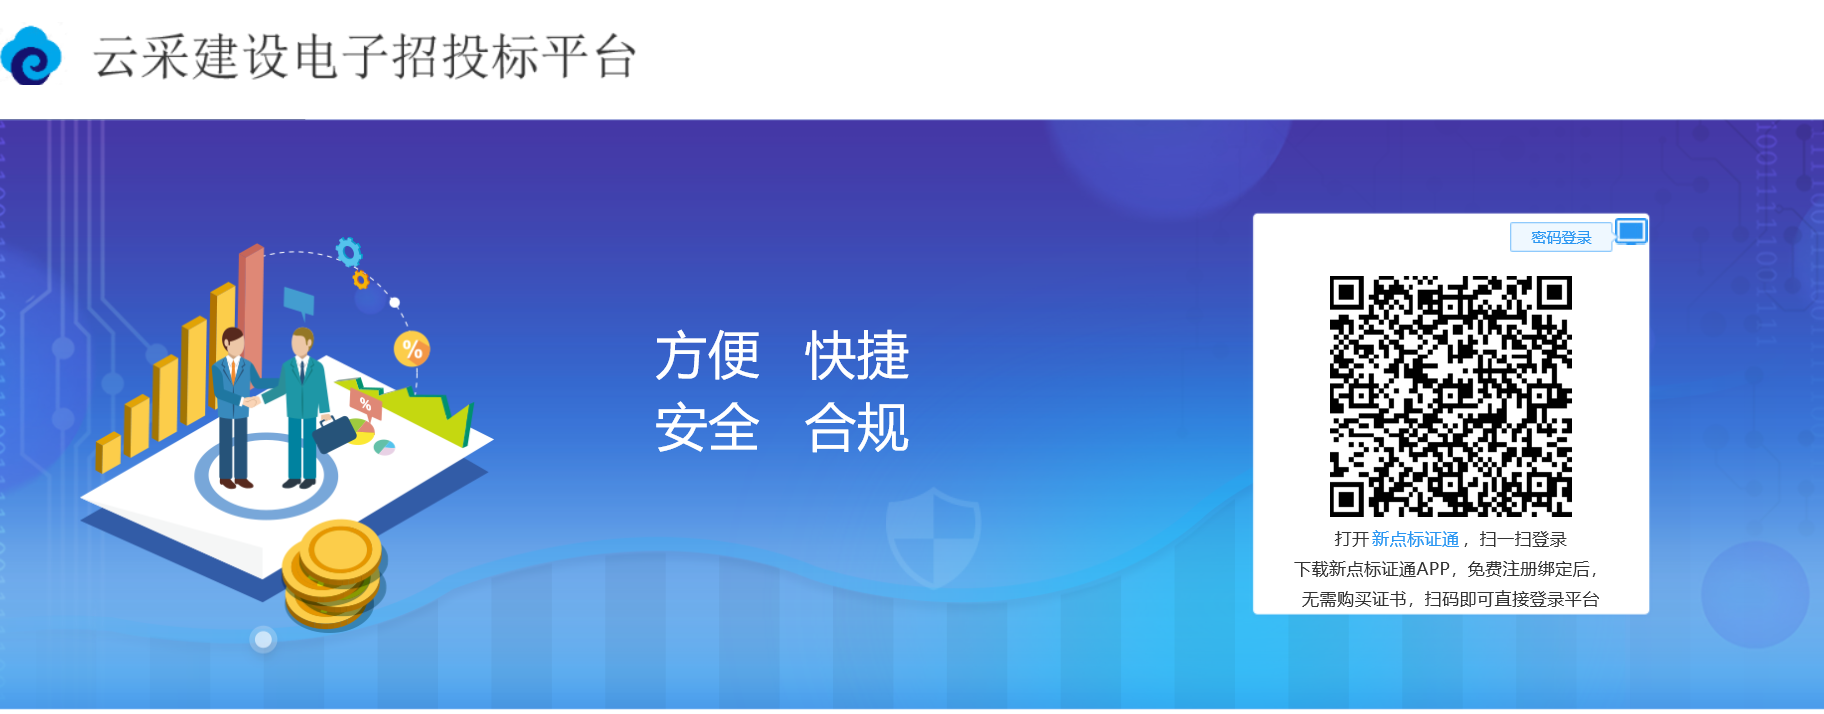 云采建设电子招投标平台
密码登录
方便 快捷
安全 合规
%
%
打开新点标证通，扫一扫登录
下载新点标证通APP，免费注册绑定后，
无需购买证书，扫码即可直接登录平台